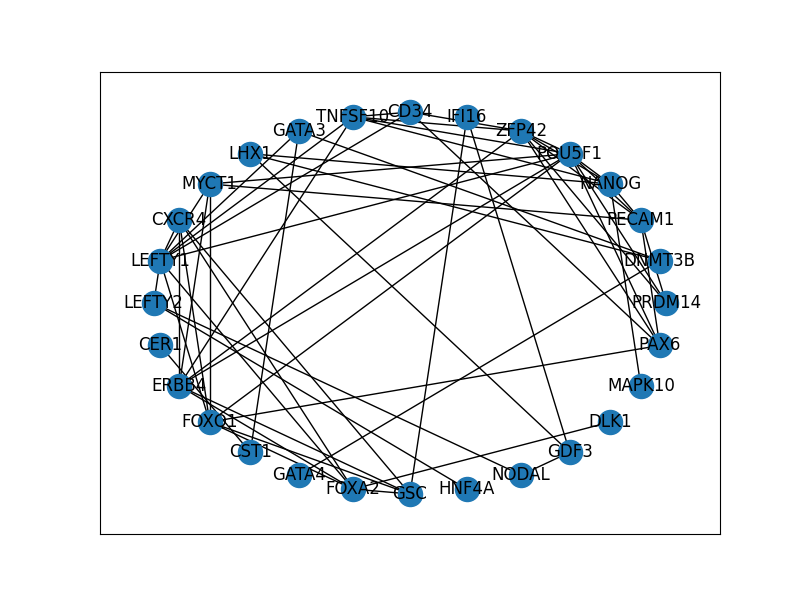 CD34
TNFSF10
IFI16
GATA3
ZFP42
LHX1
POU5F1
MYCT1
NANOG
CXCR4
PECAM1
LEFTY1
DNMT3B
LEFTY2
PRDM14
CER1
PAX6
ERBB4
MAPK10
FOXQ1
DLK1
CST1
GDF3
GATA4
NODAL
FOXA2
HNF4A
GSC